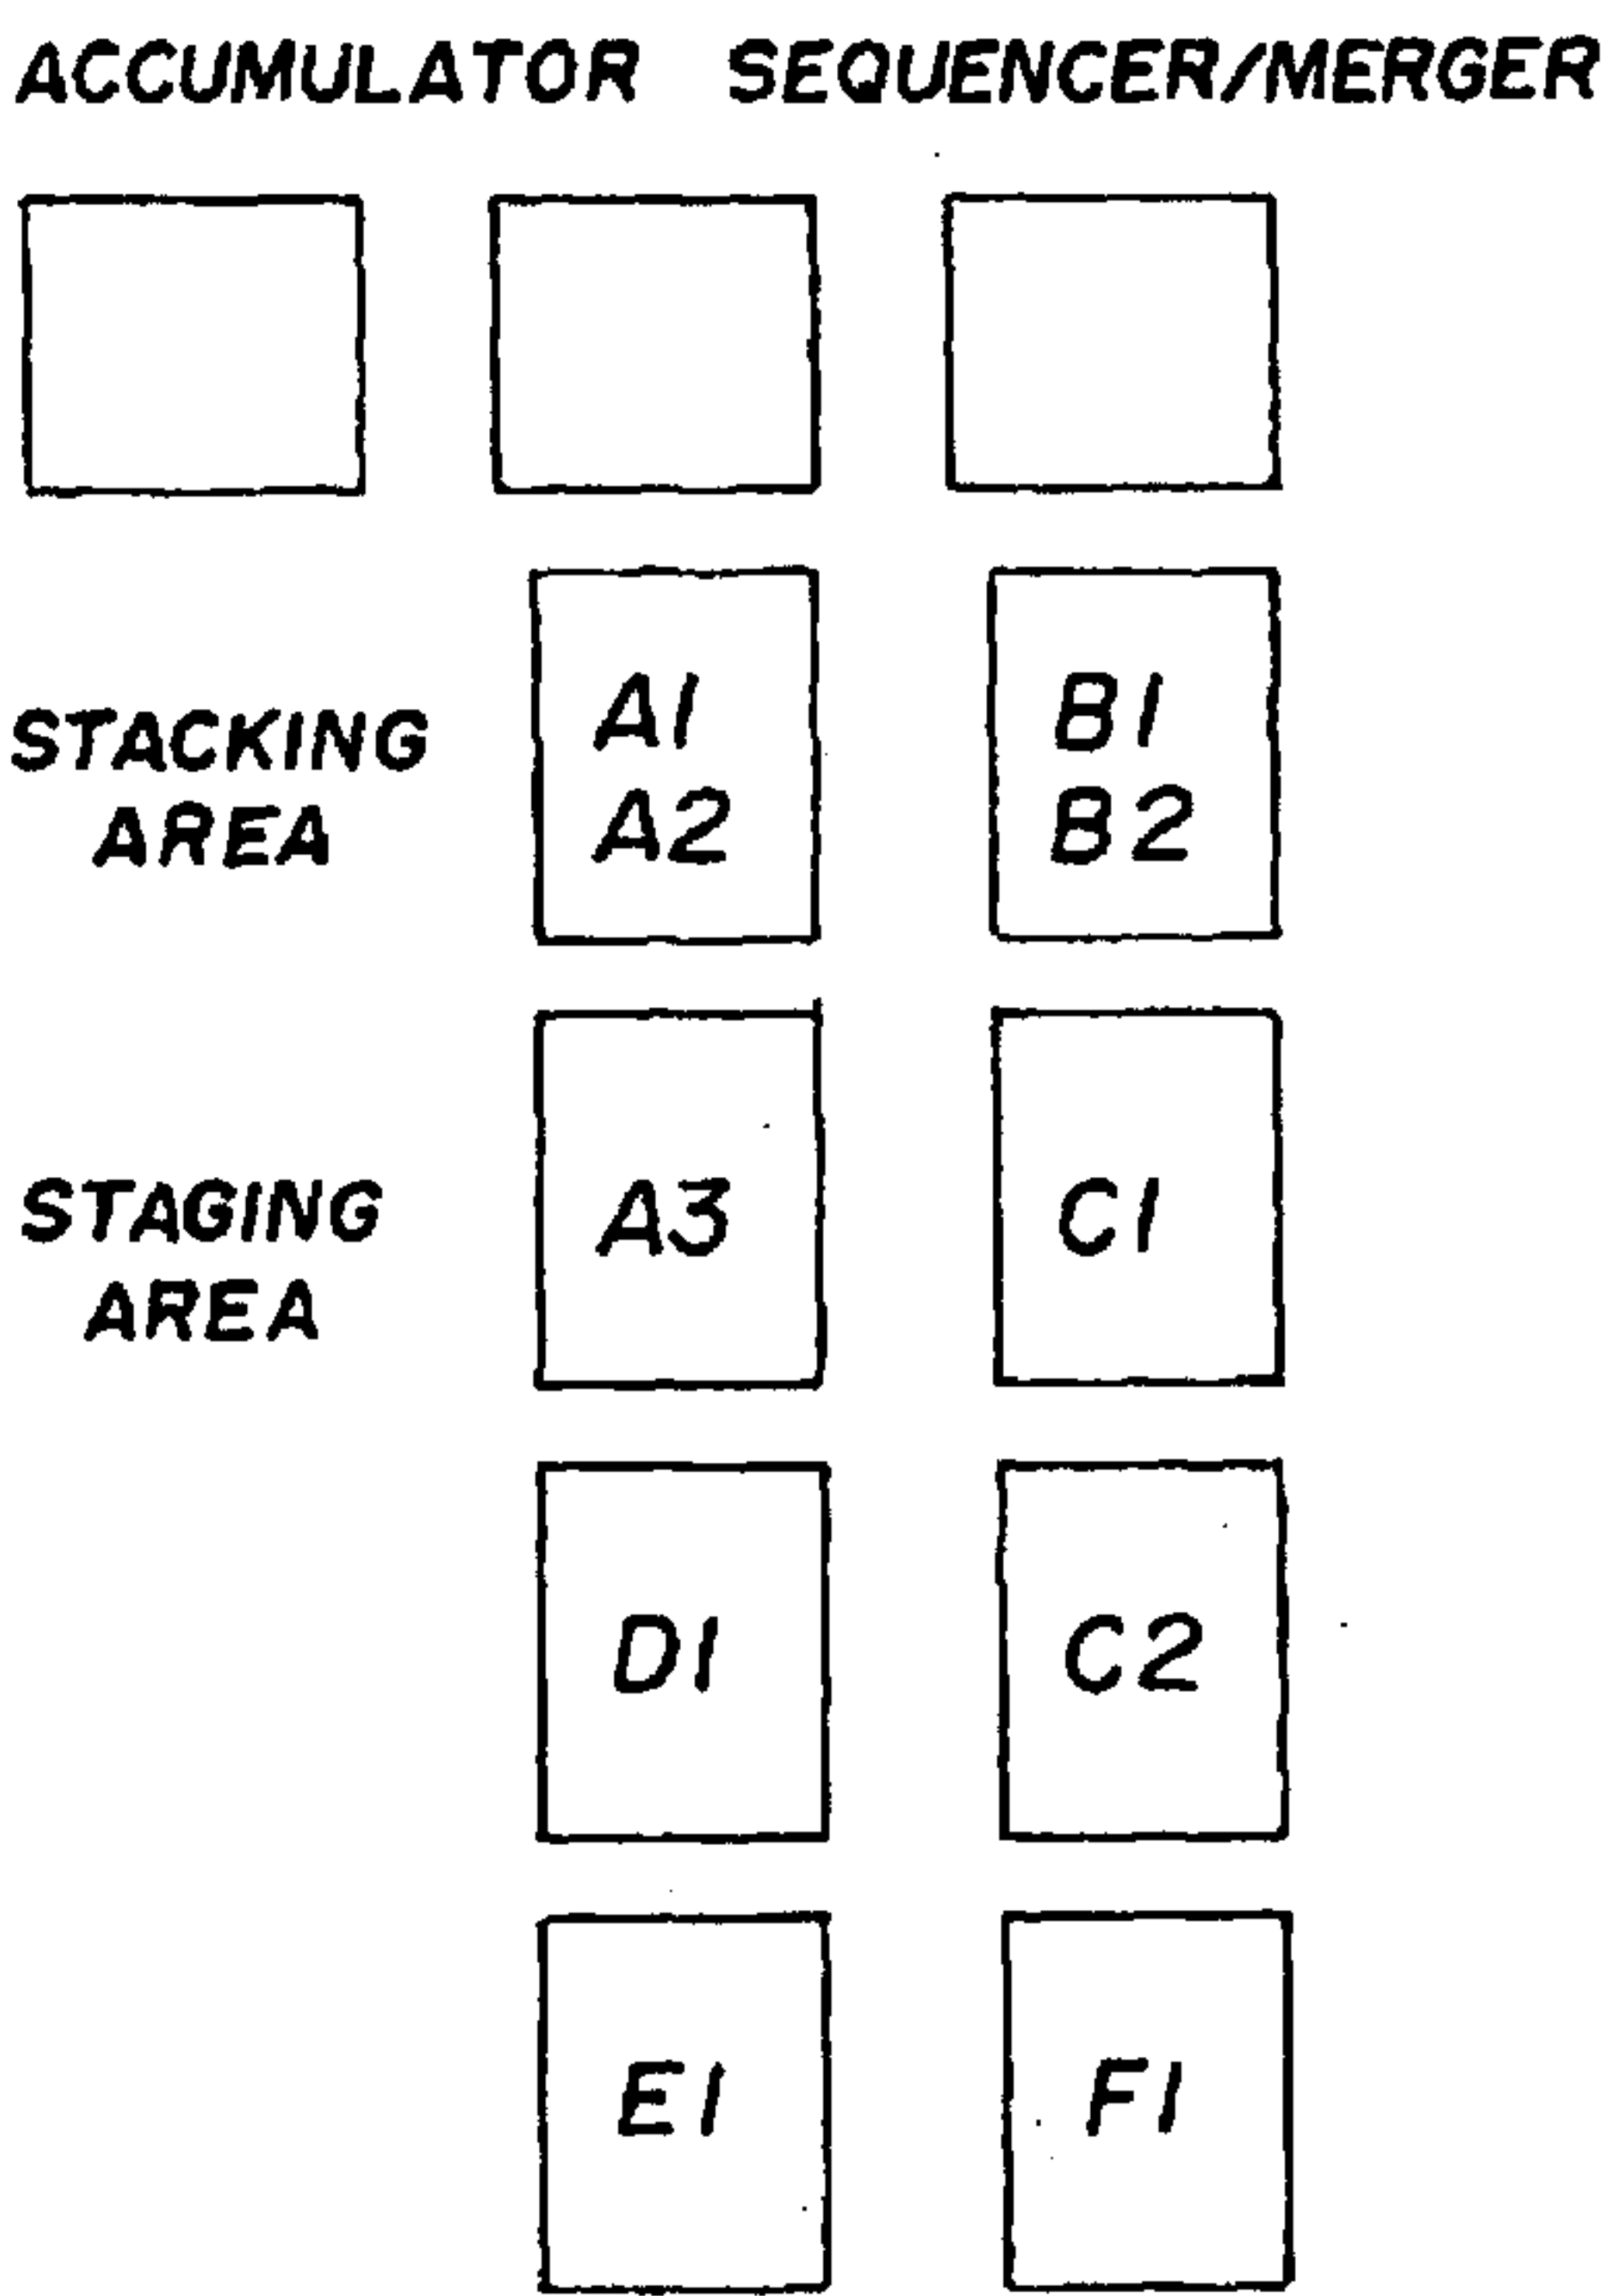 ACCUMULATOR SEQUENCER/MERGER
STACKING
AREA
A1
A2
B1
B2
STAGING
AREA
A3
C1
D1
C2
E1
F1